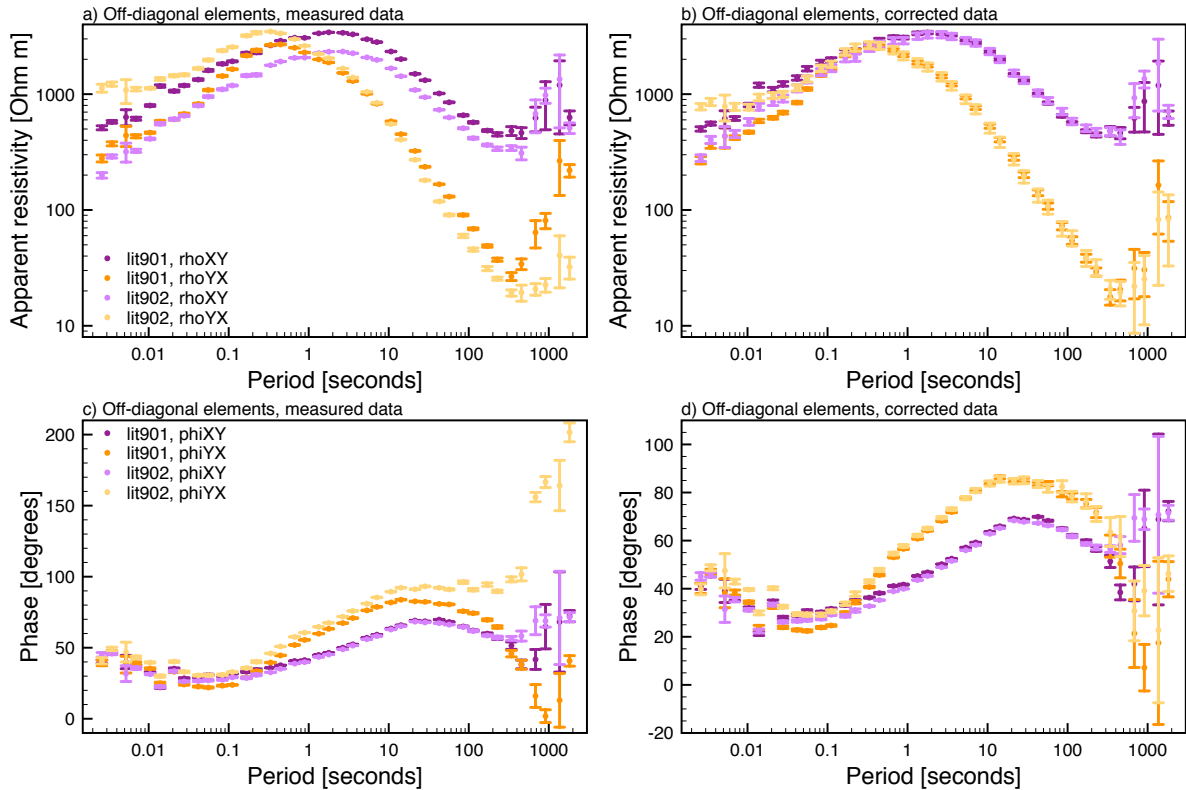 a) Off-diagonal elements, measured data
Apparent resistivity [Ohm m]
1000
100
10
lit901, rhoXY
lit901, rhoYX
lit902, rhoXY
lit902, rhoYX
0.01 0.1 1 10 100 1000
Period [seconds]
b) Off-diagonal elements, corrected data
Apparent resistivity [Ohm m]
1000
100
10
0.01 0.1 1 10 100 1000
Period [seconds]
c) Off-diagonal elements, measured data
Phase [degrees]
200
150
100
50
0
lit901, phiXY
lit901, phiYX
lit902, phiXY
lit902, phiYX
0.01 0.1 1 10 100 1000
Period [seconds]
d) Off-diagonal elements, corrected data
Phase [degrees]
100
80
60
40
20
0
-20
0.01 0.1 1 10 100 1000
Period [seconds]